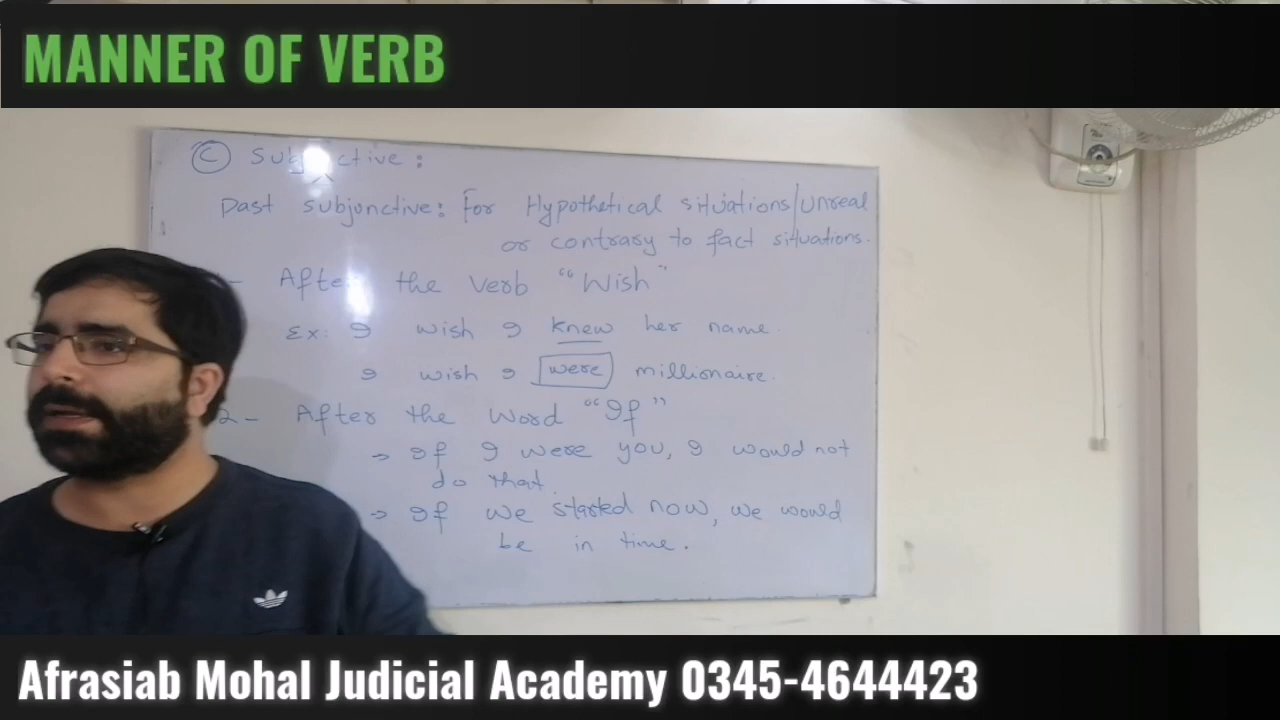 MANNER OF VERB
C Subjective :
Past Subjunctive: For Hypothetical situations/unreal
or contrary to fact situations.
- After the verb "Wish"
Ex: I wish I knew her name.
I wish I were millionaire.
2- After the word "If"
→ If I were you, I would not
do that.
→ If we started now, we would
be in time.
Afrasiab Mohal Judicial Academy 0345-4644423